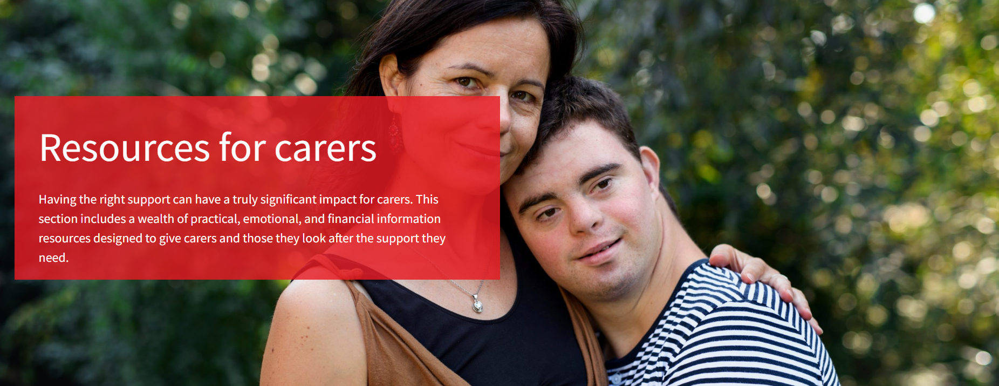 Resources for carers
Having the right support can have a truly significant impact for carers. This
section includes a wealth of practical, emotional, and financial information
resources designed to give carers and those they look after the support they
need.